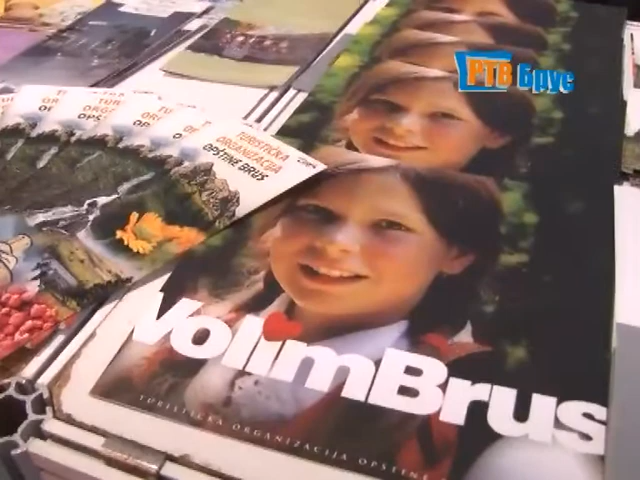 РТВ Брус
TURISTIČKA
ORGANIZACIJA
OPŠTINE BRUS
VolimBrus
TURISTIČKA ORGANIZACIJA OPŠTINE